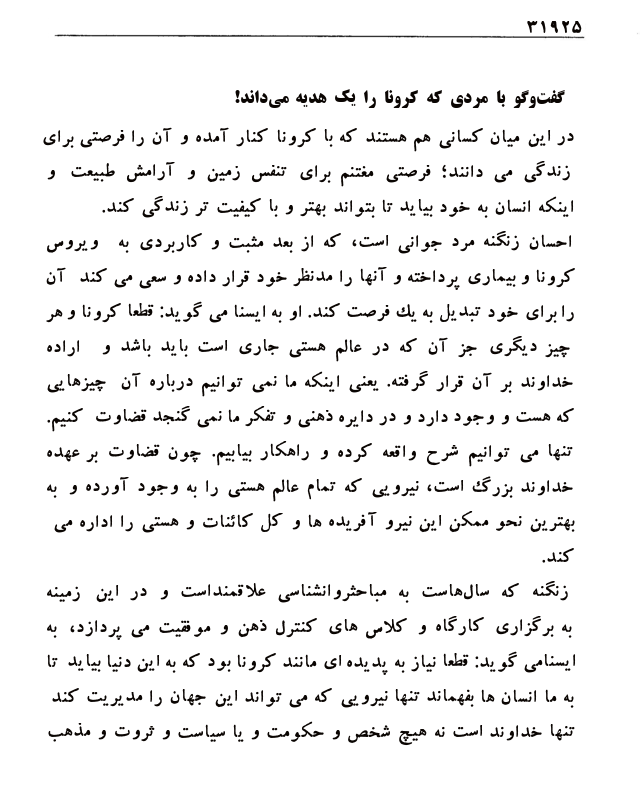 ۳۱۹۲۵
گفت‌وگو با مردی که کرونا را یک هدیه می‌داند!
در این میان کسانی هم هستند که با کرونا کنار آمده و آن را فرصتی برای
زندگی می دانند؛ فرصتی مغتنم برای تنفس زمین و آرامش طبیعت و
اینکه انسان به خود بیاید تا بتواند بهتر و با کیفیت تر زندگی کند.
احسان زنگنه مرد جوانی است، که از بعد مثبت و کاربردی به ویروس
کرونا و بیماری پرداخته و آنها را مدنظر خود قرار داده و سعی می کند آن
را برای خود تبدیل به یك فرصت کند. او به ایسنا می گوید: قطعا کرونا و هر
چیز دیگری جز آن که در عالم هستی جاری است باید باشد و اراده
خداوند بر آن قرار گرفته. یعنی اینکه ما نمی توانیم درباره آن چیزهایی
که هست و وجود دارد و در دایره ذهنی و تفکر ما نمی گنجد قضاوت کنیم.
تنها می توانیم شرح واقعه کرده و راهکار بیابیم. چون قضاوت بر عهده
خداوند بزرگ است، نیرویی که تمام عالم هستی را به وجود آورده و به
بهترین نحو ممکن این نیرو آفریده ها و کل کائنات و هستی را اداره می
کند.
زنگنه که سال‌هاست به مباحثروانشناسی علاقمنداست و در این زمینه
به برگزاری کارگاه و کلاس های کنترل ذهن و موفقیت می پردازد، به
ایسنامی گوید: قطعا نیاز به پدیده ای مانند کرونا بود که به این دنیا بیاید تا
به ما انسان ها بفهماند تنها نیرویی که می تواند این جهان را مدیریت کند
تنها خداوند است نه هیچ شخص و حکومت و یا سیاست و ثروت و مذهب